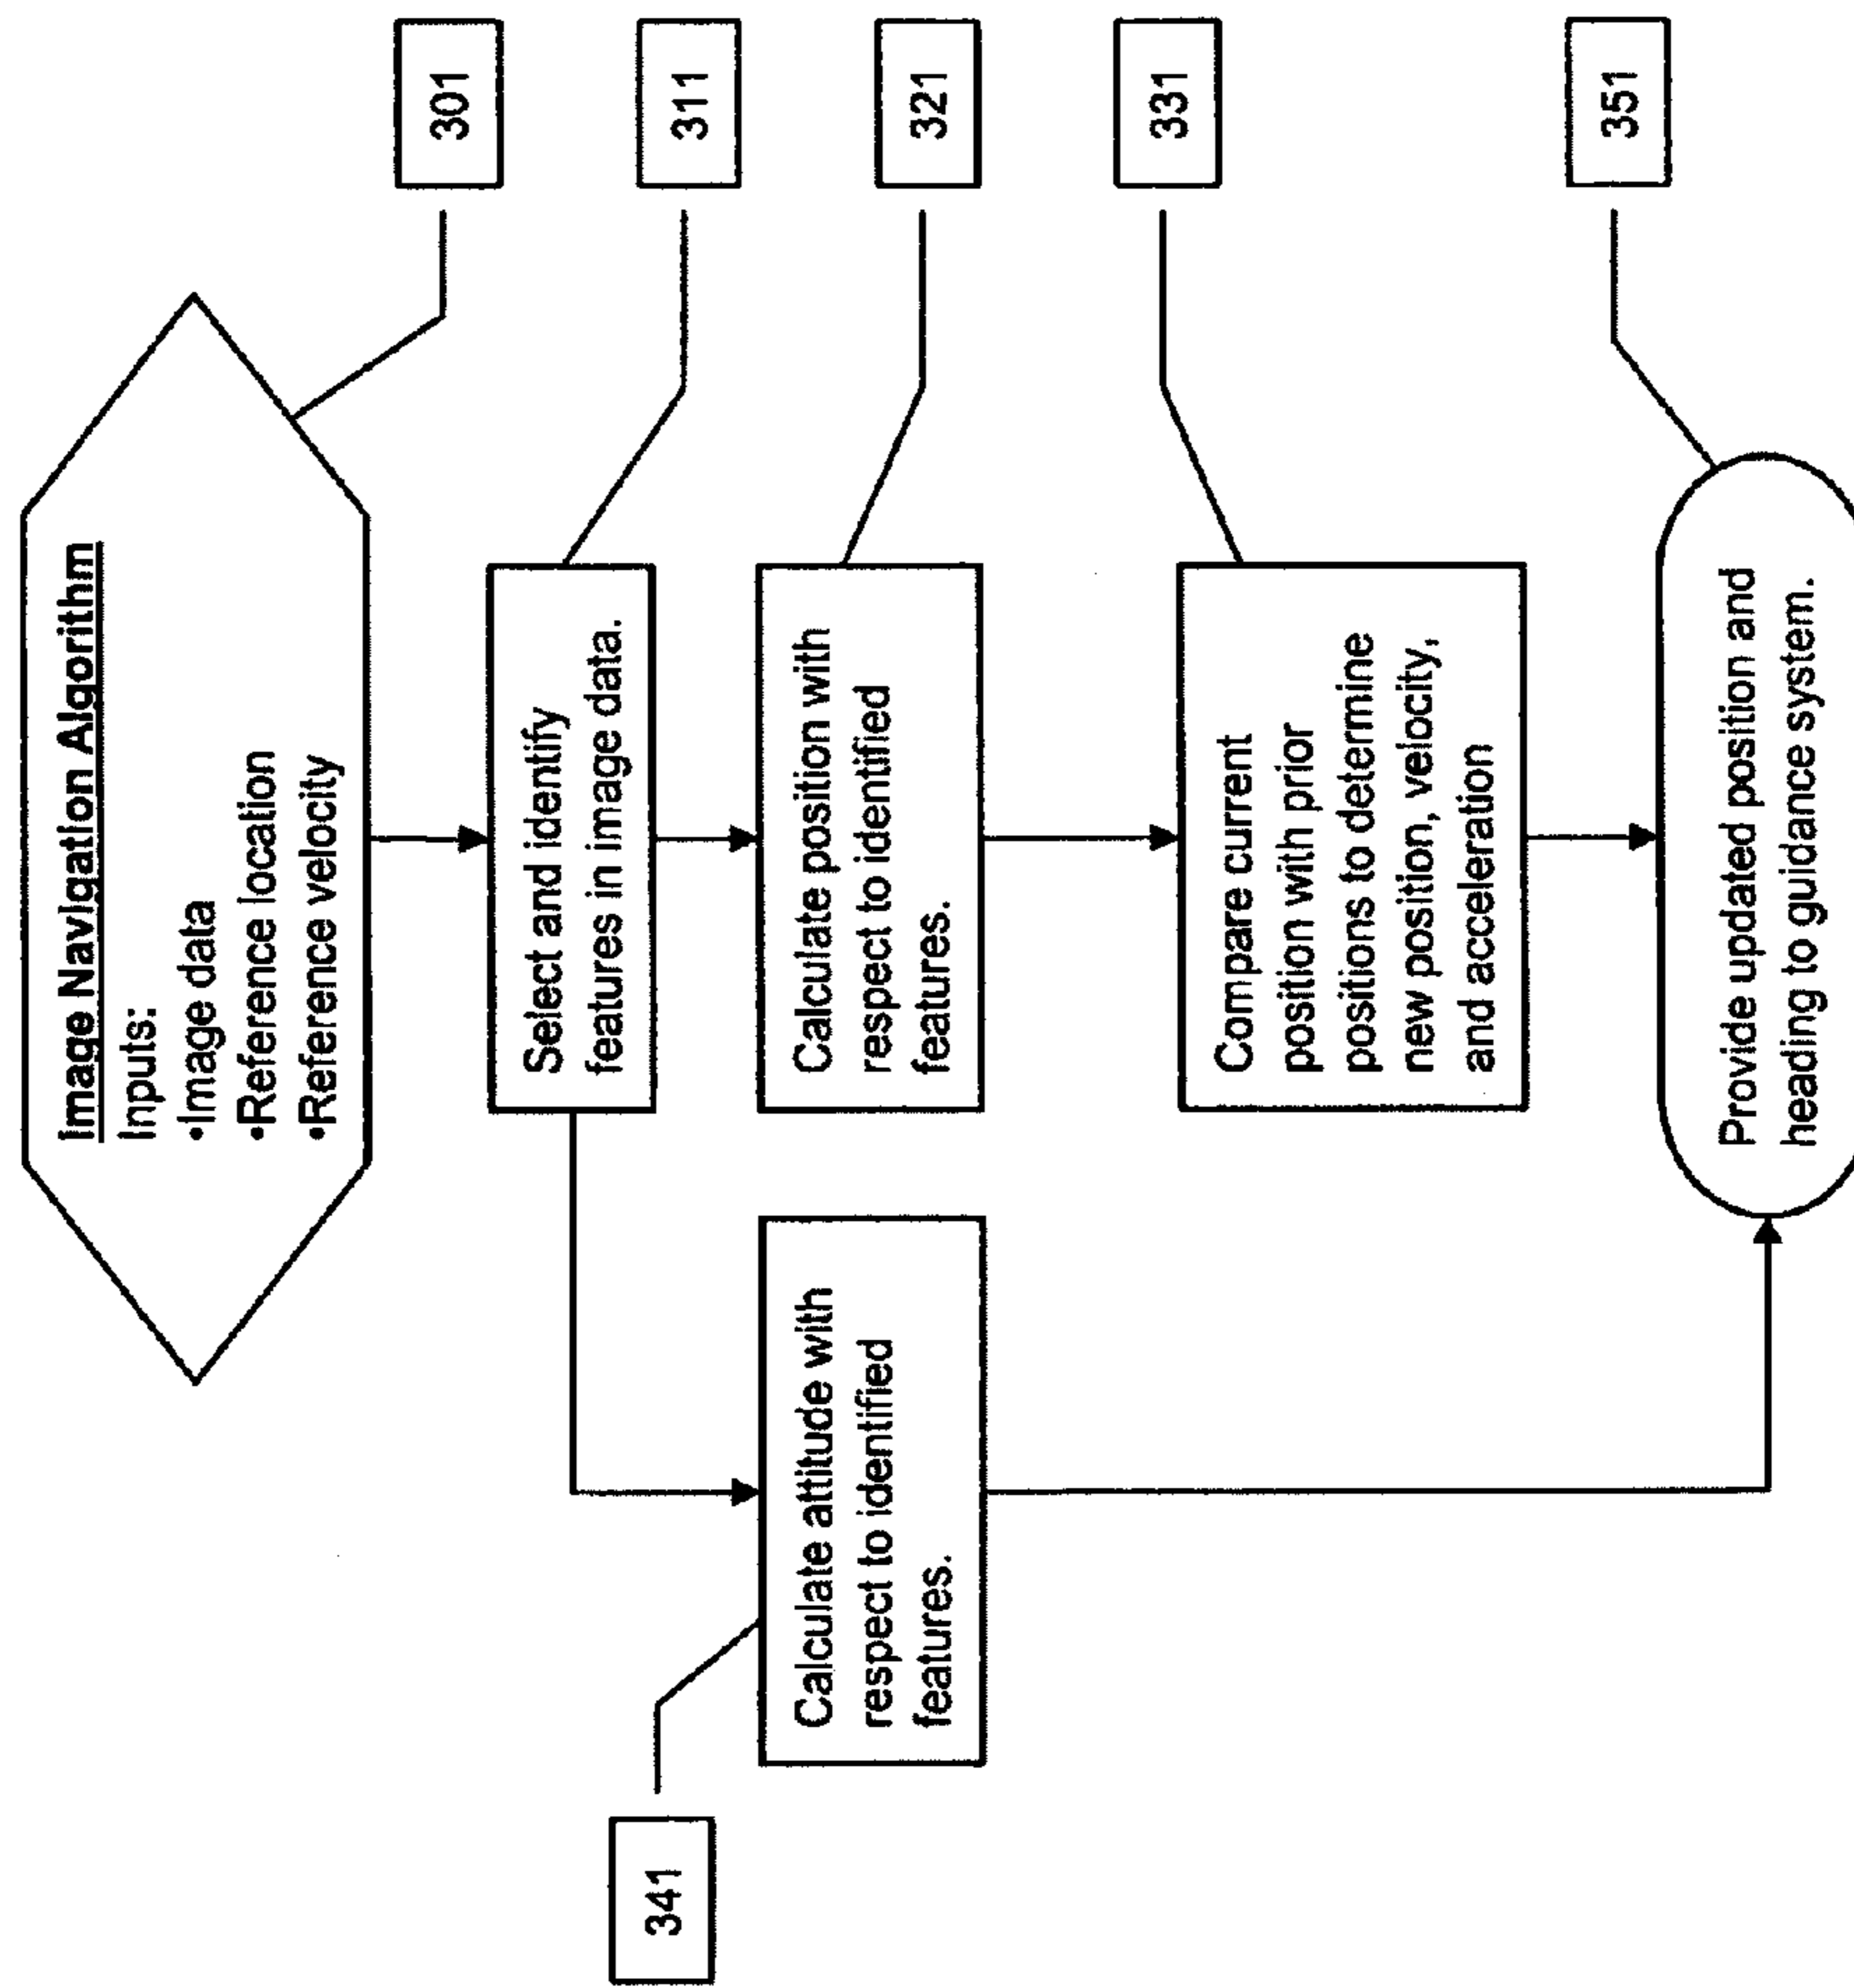 Image Navigation Algorithm
Inputs:
•Image data
•Reference location
•Reference velocity
301
Select and identify
features in image data.
311
Calculate position with
respect to identified
features.
321
Calculate attitude with
respect to identified
features.
341
Compare current
position with prior
positions to determine
new position, velocity,
and acceleration
331
Provide updated position and
heading to guidance system.
351